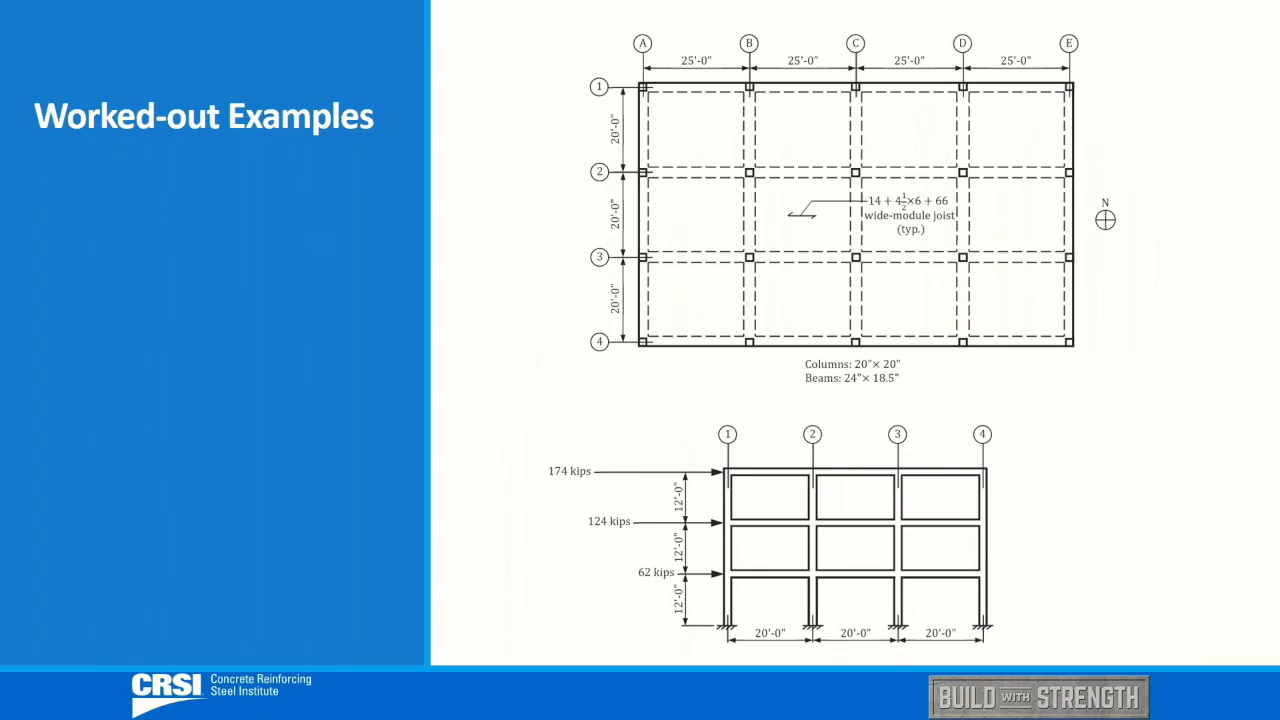 Worked-out Examples
A B C D E
25'-0" 25'-0" 25'-0" 25'-0"
1
20'-0"
2
20'-0"
14 + 4½×6 + 66
wide-module joist
(typ.)
N
3
20'-0"
4
Columns: 20"× 20"
Beams: 24"× 18.5"
1 2 3 4
174 kips
12'-0"
124 kips
12'-0"
62 kips
12'-0"
20'-0" 20'-0" 20'-0"
CRSI
Concrete Reinforcing
Steel Institute
BUILD WITH STRENGTH